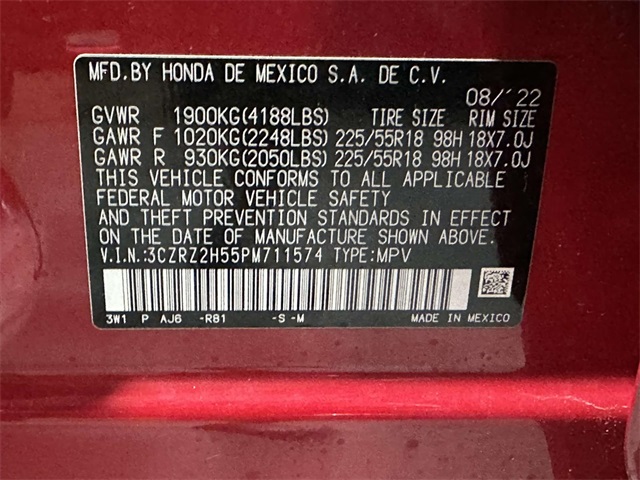 MFD.BY HONDA DE MEXICO S.A. DE C.V.
08/'22
GVWR 1900KG(4188LBS) TIRE SIZE RIM SIZE
GAWR F 1020KG(2248LBS) 225/55R18 98H 18X7.0J
GAWR R 930KG(2050LBS) 225/55R18 98H 18X7.0J
THIS VEHICLE CONFORMS TO ALL APPLICABLE
FEDERAL MOTOR VEHICLE SAFETY
AND THEFT PREVENTION STANDARDS IN EFFECT
ON THE DATE OF MANUFACTURE SHOWN ABOVE.
V.I.N.:3CZRZ2H55PM711574 TYPE:MPV
3W1 P AJ6 -R81 -S -M MADE IN MEXICO